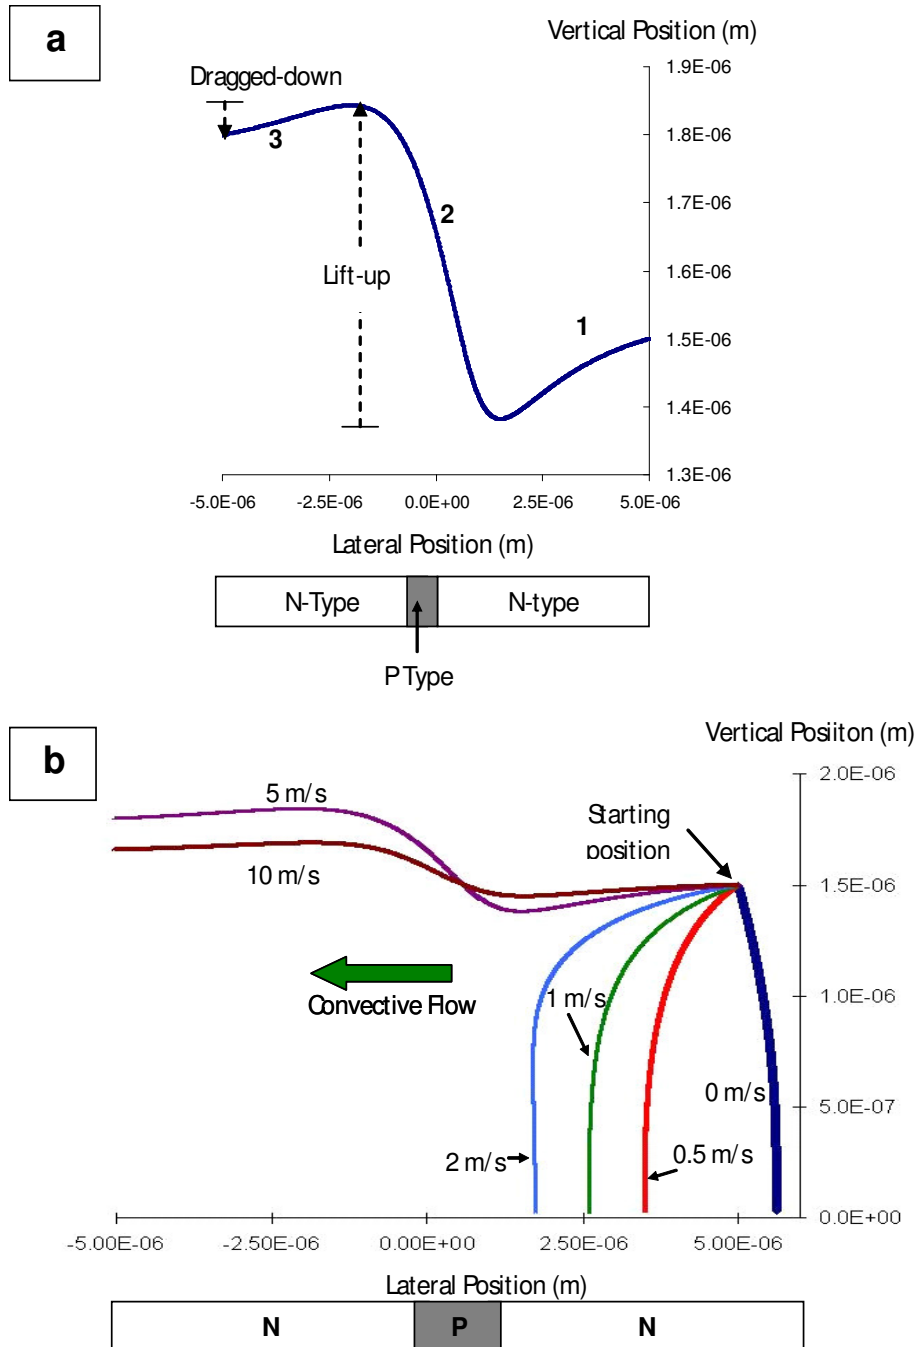 a
Vertical Position (m)
Dragged-down
1.9E-06
1.8E-06
1.7E-06
1.6E-06
1.5E-06
1.4E-06
1.3E-06
3
2
1
Lift-up
-5.0E-06 -2.5E-06 0.0E+00 2.5E-06 5.0E-06
Lateral Position (m)
N-Type N-type
P Type
b
Vertical Posiiton (m)
2.0E-06
1.5E-06
1.0E-06
5.0E-07
0.0E+00
5 m/s
10 m/s
Starting
position
Convective Flow
1 m/s
0 m/s
2 m/s
0.5 m/s
-5.00E-06 -2.50E-06 0.00E+00 2.50E-06 5.00E-06
Lateral Position (m)
N P N